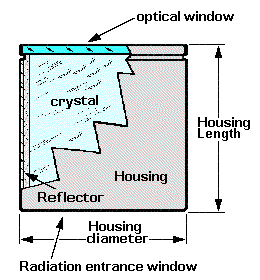 optical window
crystal
Housing
Length
Housing
Reflector
Housing
diameter
Radiation entrance window